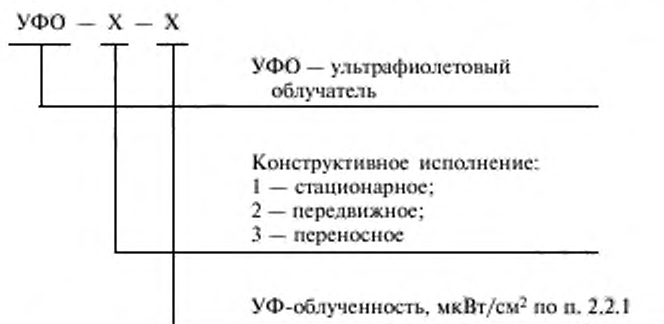 УФО — Х — Х
УФО — ультрафиолетовый
облучатель
Конструктивное исполнение:
1 — стационарное;
2 — передвижное;
3 — переносное
УФ-облученность, мкВт/см² по п. 2.2.1